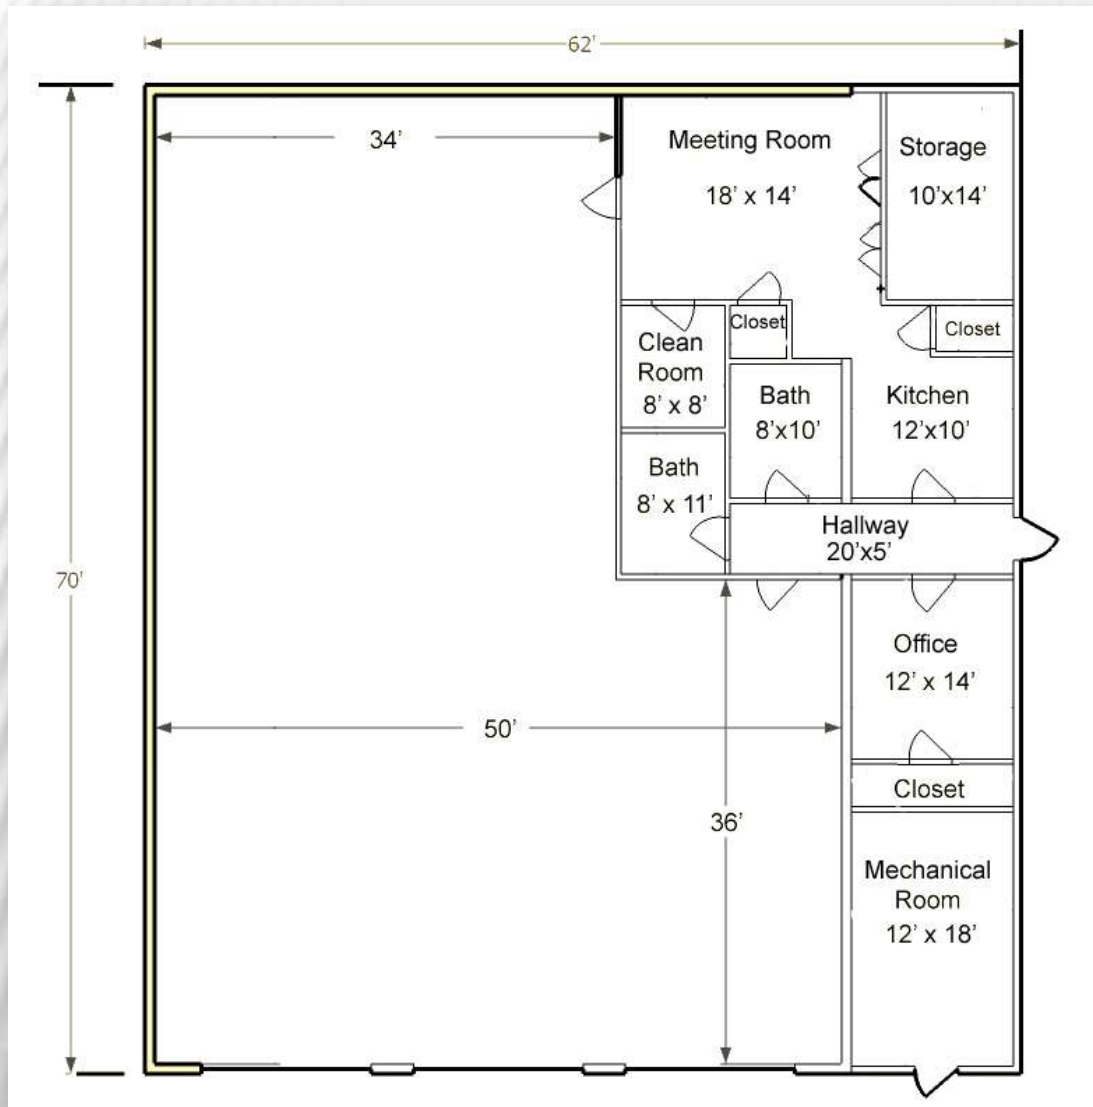 62'
34'
Meeting Room
18' x 14'
Storage
10'x14'
Closet
Closet
Clean
Room
8' x 8'
Bath
8'x10'
Kitchen
12'x10'
Bath
8' x 11'
Hallway
20'x5'
70'
Office
12' x 14'
50'
Closet
36'
Mechanical
Room
12' x 18'